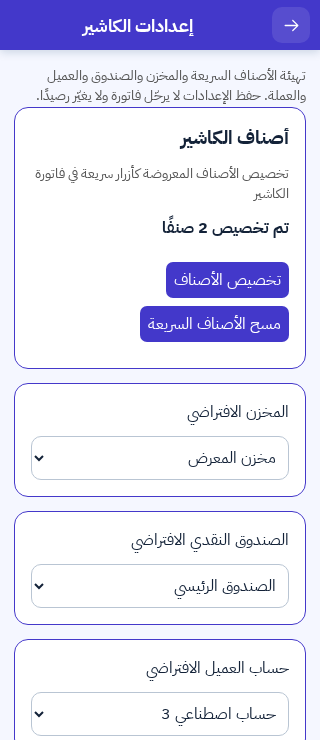 إعدادات الكاشير
تهيئة الأصناف السريعة والمخزن والصندوق والعميل
والعملة. حفظ الإعدادات لا يرحّل فاتورة ولا يغيّر رصيدًا.
أصناف الكاشير
تخصيص الأصناف المعروضة كأزرار سريعة في فاتورة
الكاشير
تم تخصيص 2 صنفًا
تخصيص الأصناف
مسح الأصناف السريعة
المخزن الافتراضي
مخزن المعرض
الصندوق النقدي الافتراضي
الصندوق الرئيسي
حساب العميل الافتراضي
حساب اصطناعي 3